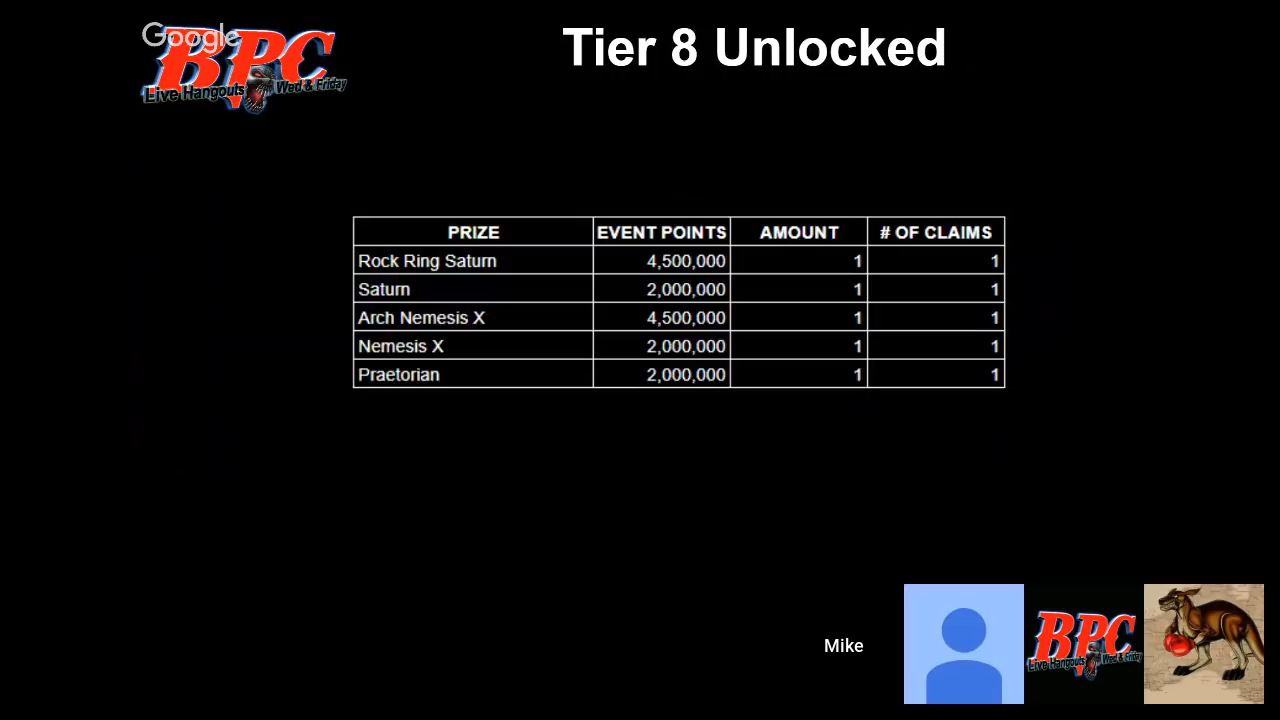 Google
BPC
Live Hangouts Wed & Friday
Tier 8 Unlocked
PRIZE EVENT POINTS AMOUNT # OF CLAIMS
Rock Ring Saturn 4,500,000 1 1
Saturn 2,000,000 1 1
Arch Nemesis X 4,500,000 1 1
Nemesis X 2,000,000 1 1
Praetorian 2,000,000 1 1
Mike
BPC
Live Hangouts Wed & Friday